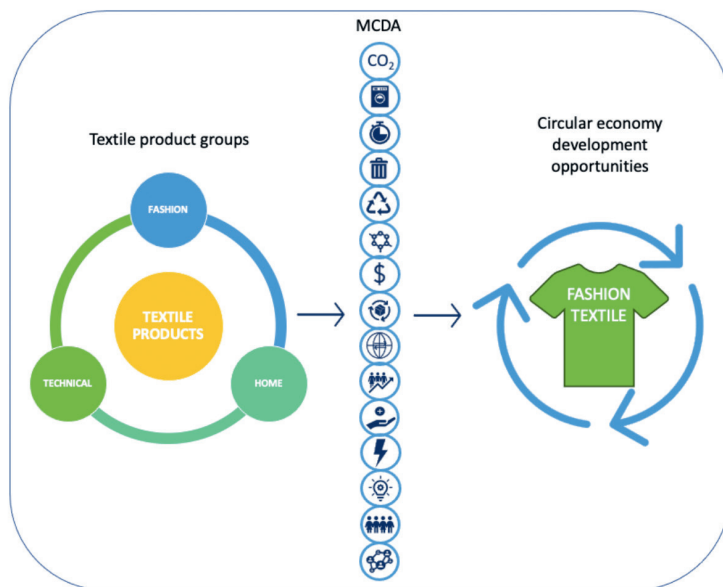 MCDA
CO₂
Textile product groups
FASHION
TEXTILE
PRODUCTS
TECHNICAL
HOME
$
Circular economy
development
opportunities
FASHION
TEXTILE